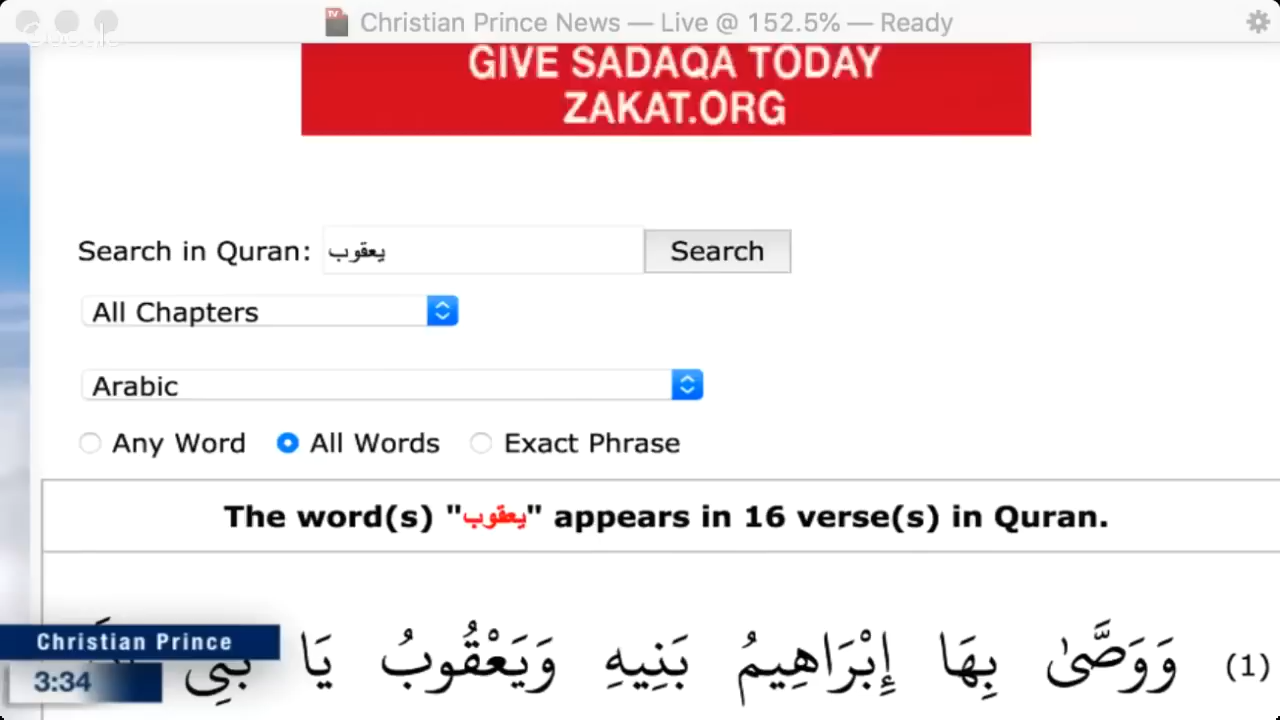 Christian Prince News — Live @ 152.5% — Ready
Google
GIVE SADAQA TODAY
ZAKAT.ORG
Search in Quran: يعقوب Search
All Chapters
Arabic
Any Word All Words Exact Phrase
The word(s) "يعقوب" appears in 16 verse(s) in Quran.
(1) وَوَصَّىٰ بِهَا إِبْرَاهِيمُ بَنِيهِ وَيَعْقُوبُ يَا بَنِي
Christian Prince
3:34